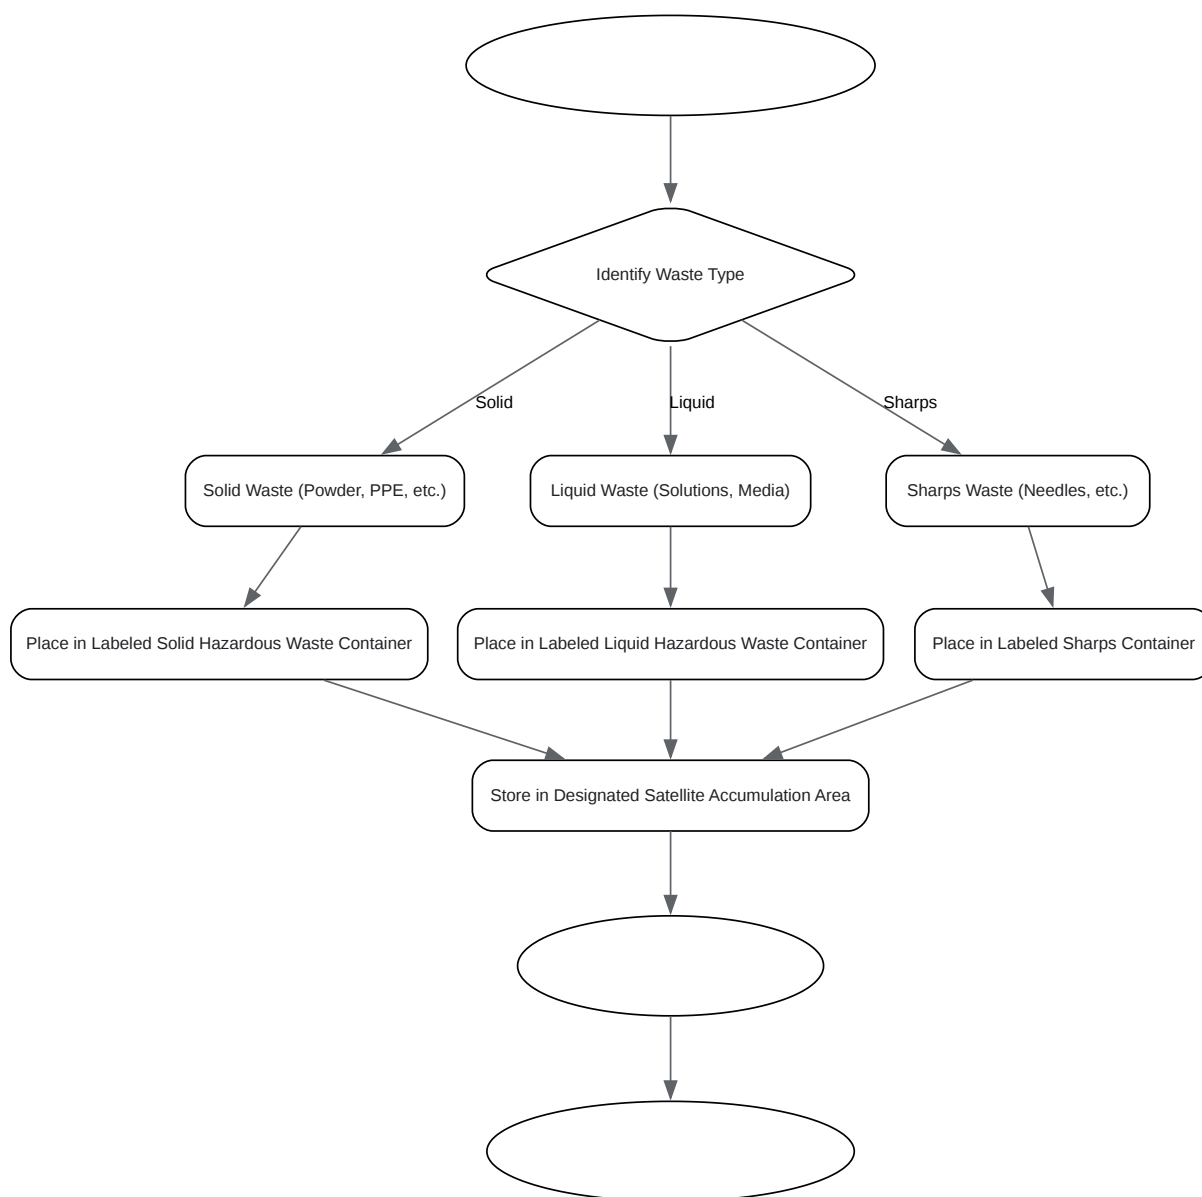 Identify Waste Type
Solid
Liquid
Sharps
Solid Waste (Powder, PPE, etc.)
Liquid Waste (Solutions, Media)
Sharps Waste (Needles, etc.)
Place in Labeled Solid Hazardous Waste Container
Place in Labeled Liquid Hazardous Waste Container
Place in Labeled Sharps Container
Store in Designated Satellite Accumulation Area